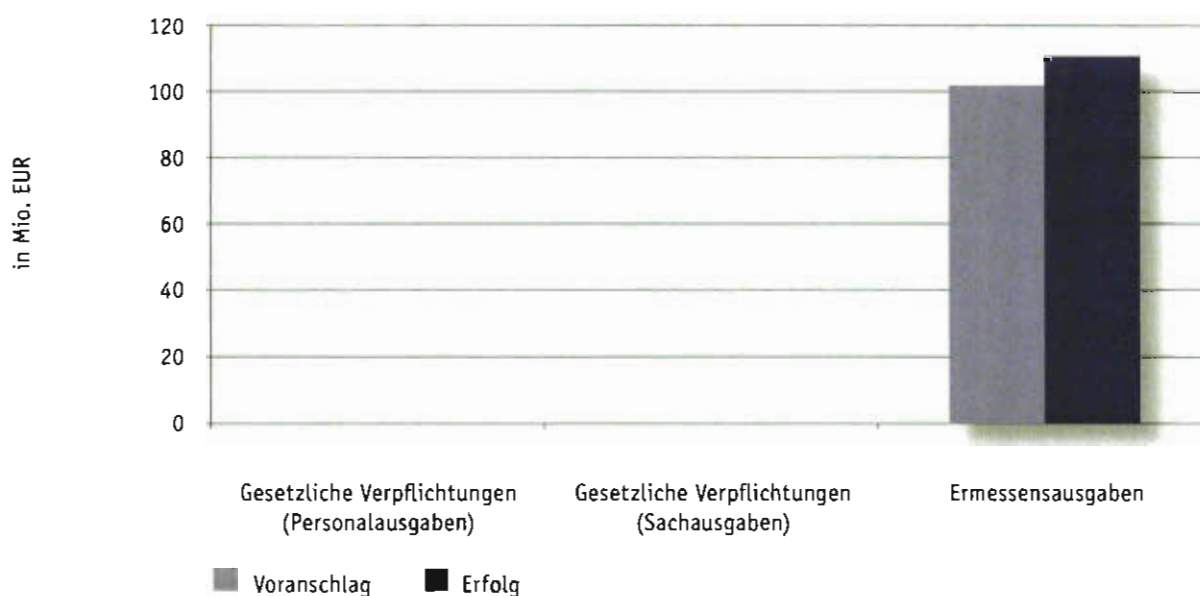 in Mio. EUR
120
100
80
60
40
20
0
Gesetzliche Verpflichtungen
(Personalausgaben)
Gesetzliche Verpflichtungen
(Sachausgaben)
Ermessensausgaben
Voranschlag
Erfolg